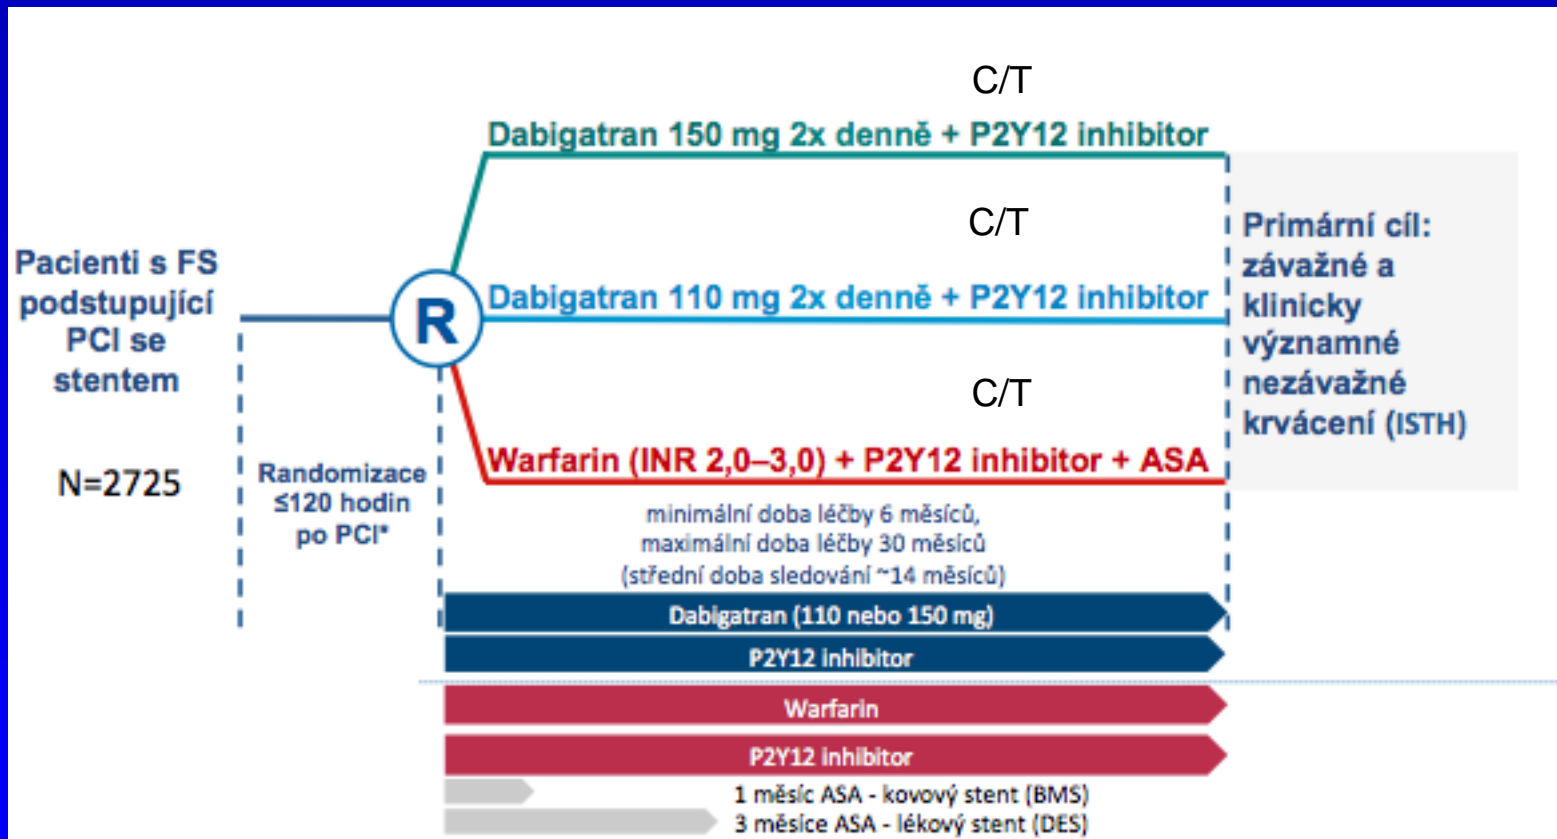 C/T
Dabigatran 150 mg 2x denně + P2Y12 inhibitor
C/T
Dabigatran 110 mg 2x denně + P2Y12 inhibitor
C/T
Warfarin (INR 2,0–3,0) + P2Y12 inhibitor + ASA
Pacienti s FS
podstupující
PCI se
stentem
N=2725
R
Randomizace
≤120 hodin
po PCI*
Primární cíl:
závažné a
klinicky
významné
nezávažné
krvácení (ISTH)
minimální doba léčby 6 měsíců,
maximální doba léčby 30 měsíců
(střední doba sledování ~14 měsíců)
Dabigatran (110 nebo 150 mg)
P2Y12 inhibitor
Warfarin
P2Y12 inhibitor
1 měsíc ASA - kovový stent (BMS)
3 měsíce ASA - lékový stent (DES)